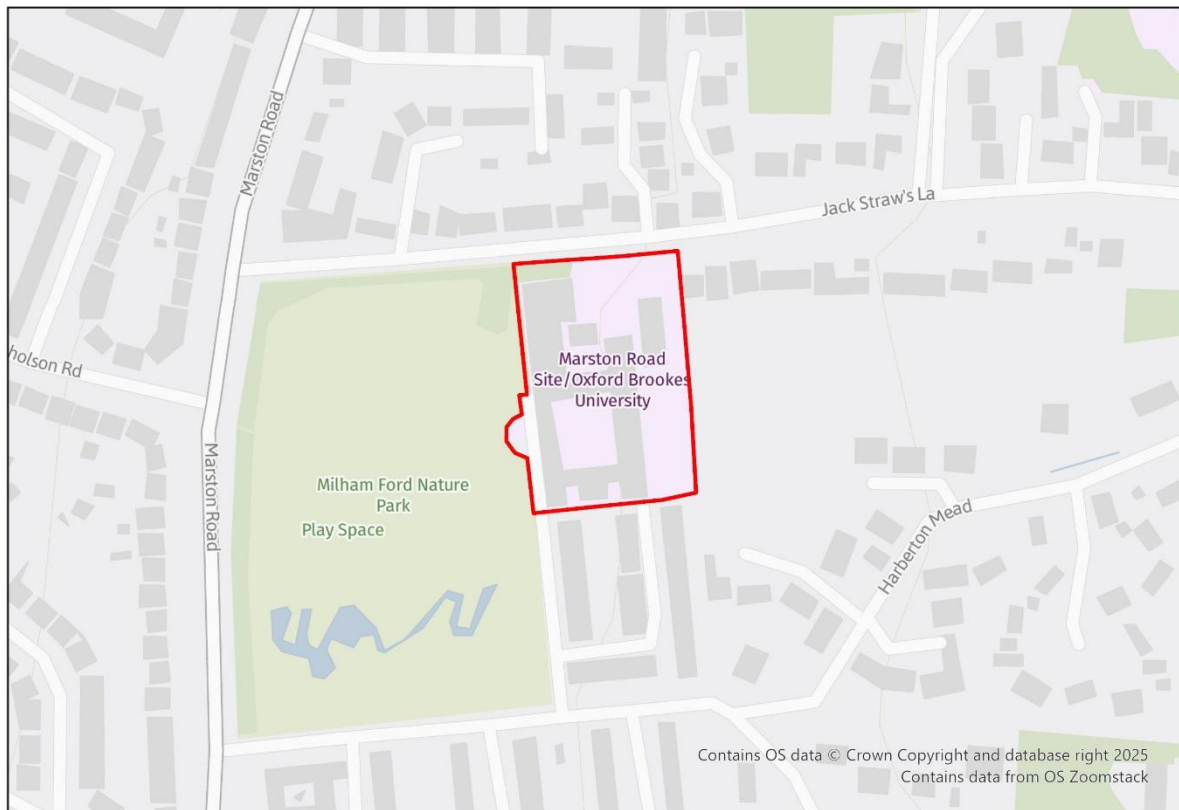 Marston Road
Jack Straw's La
Marston Road
Site/Oxford Brookes
University
holson Rd
Marston Road
Milham Ford Nature
Park
Play Space
Harberton Mead
Contains OS data © Crown Copyright and database right 2025
Contains data from OS Zoomstack